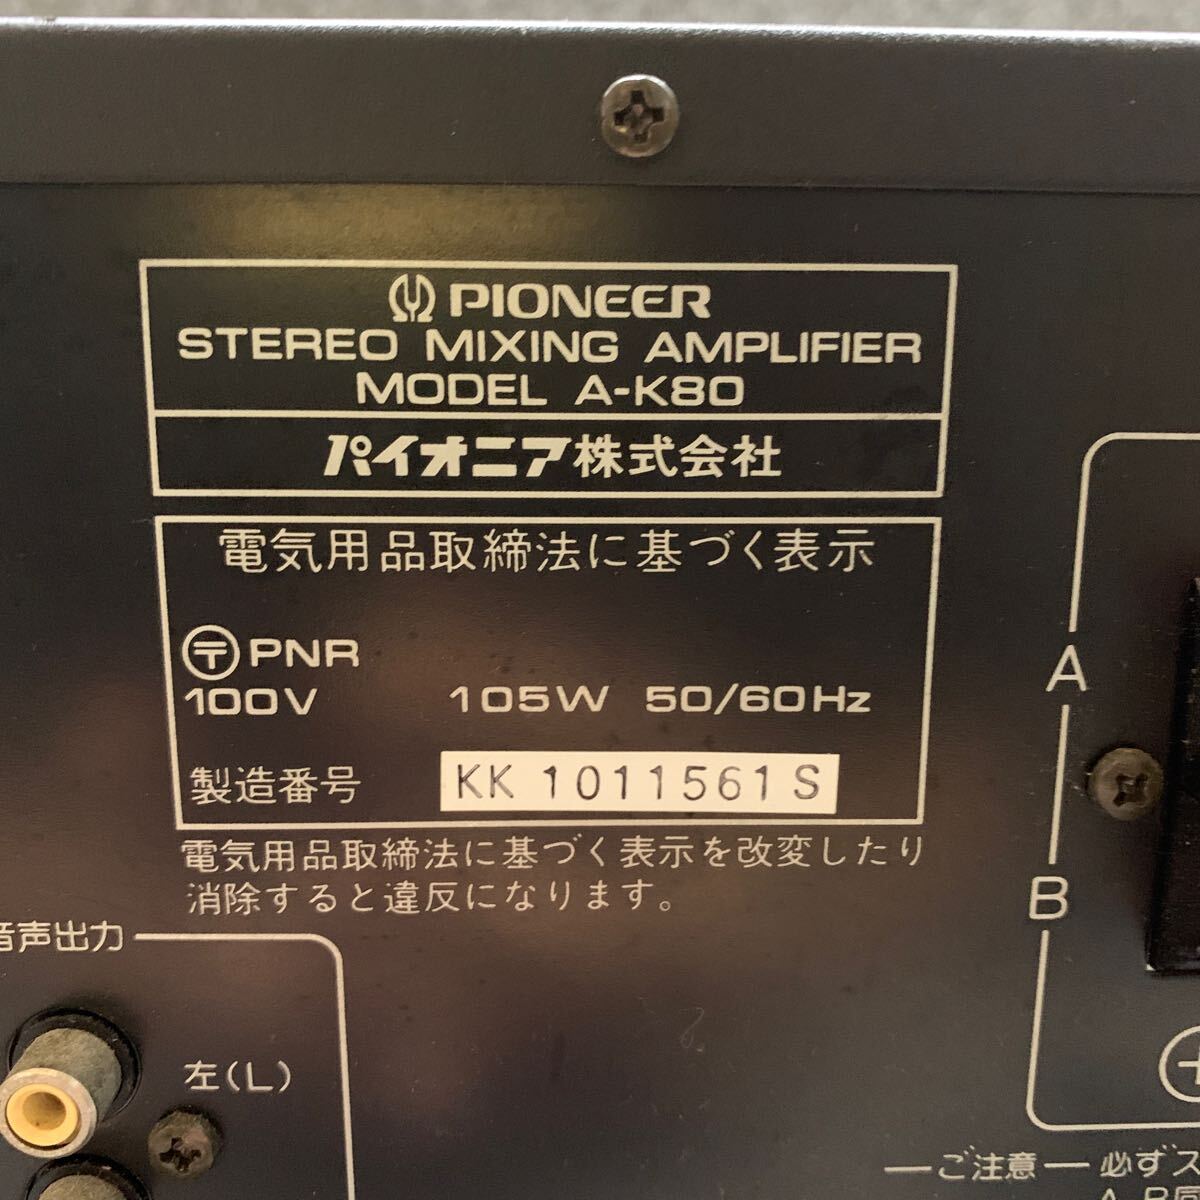 PIONEER
STEREO MIXING AMPLIFIER
MODEL A-K80
パイオニア株式会社
電気用品取締法に基づく表示
〒 PNR
100V 105W 50/60Hz
製造番号 KK 1011561 S
電気用品取締法に基づく表示を改変したり
消除すると違反になります。
音声出力
左(L)
A
B
ご注意
必ずス